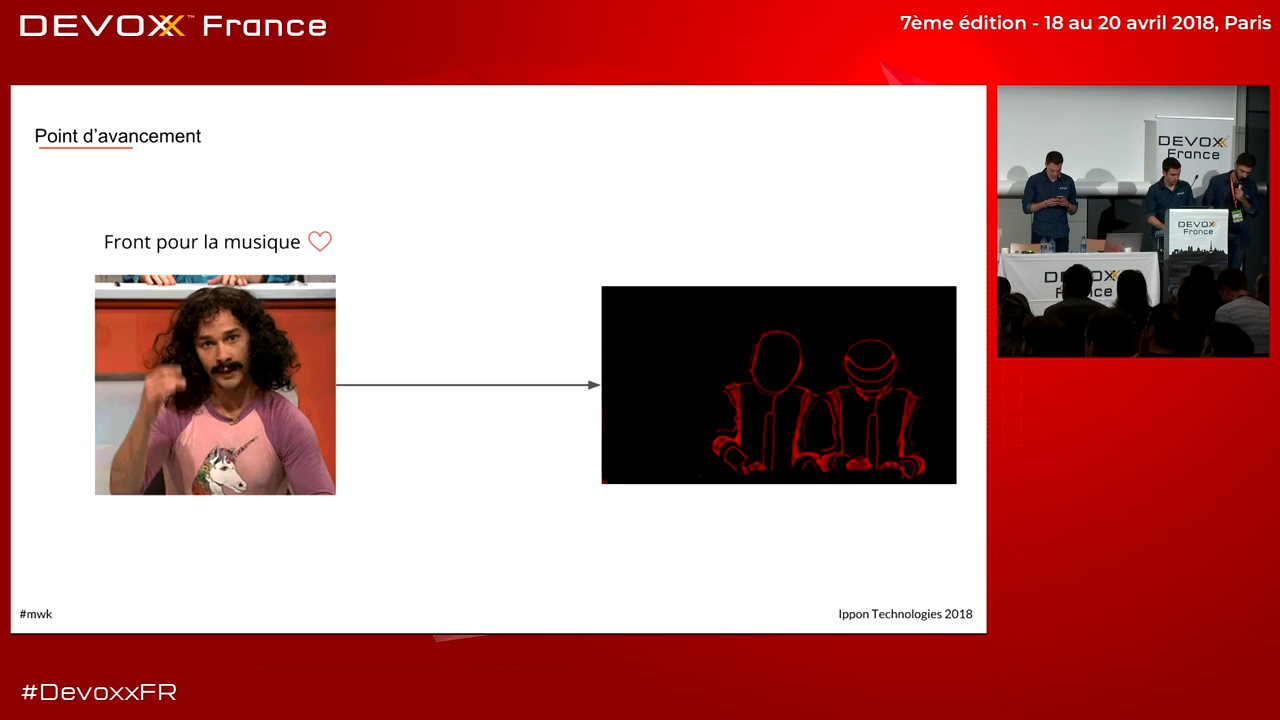 DEVOXX™ France
7ème édition - 18 au 20 avril 2018, Paris
Point d'avancement
Front pour la musique
#mwk
Ippon Technologies 2018
DEVOXX
France
DEVOXX
France
DEVOXX
France
#DevoxxFR